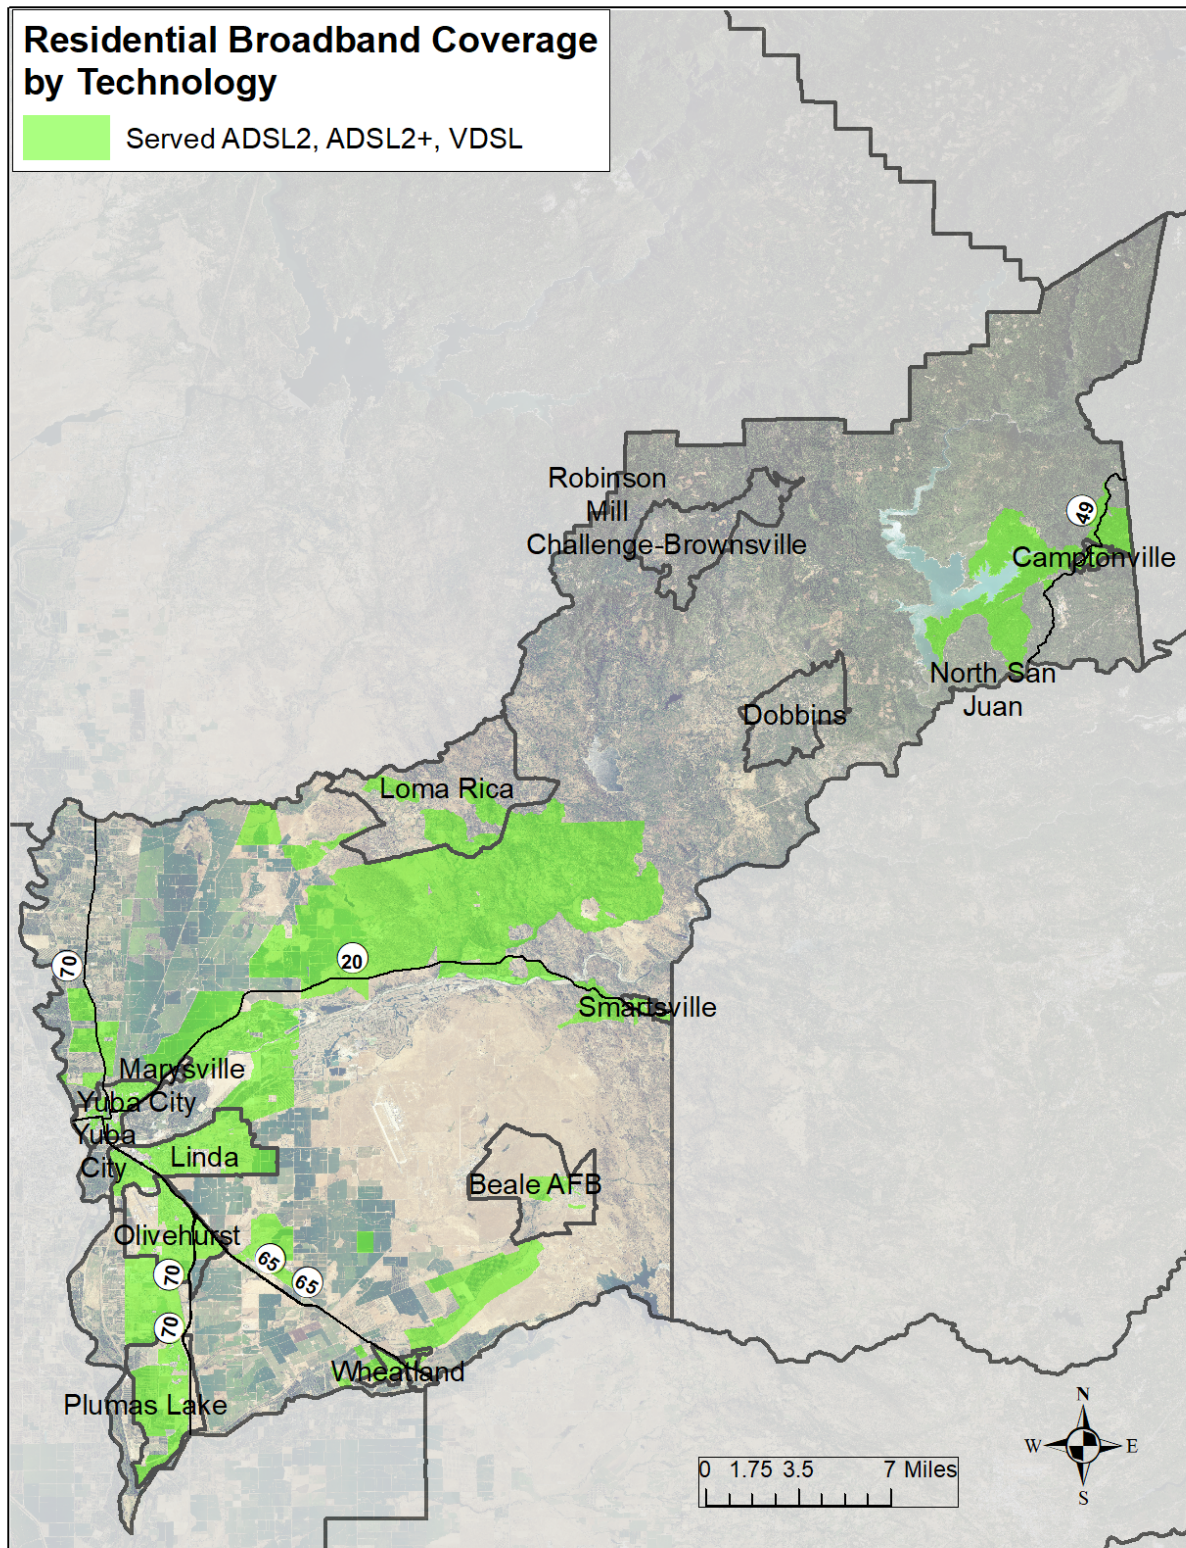 Residential Broadband Coverage
by Technology
Served ADSL2, ADSL2+, VDSL
Robinson
Mill
49
Challenge-Brownsville
Camptonville
North San
Juan
Dobbins
Loma Rica
70
20
Smartsville
Marysville
Yuba City
Yuba
City
Linda
Beale AFB
Olivehurst
65
70
65
70
Wheatland
Plumas Lake
N
W
E
S
0 1.75 3.5 7 Miles